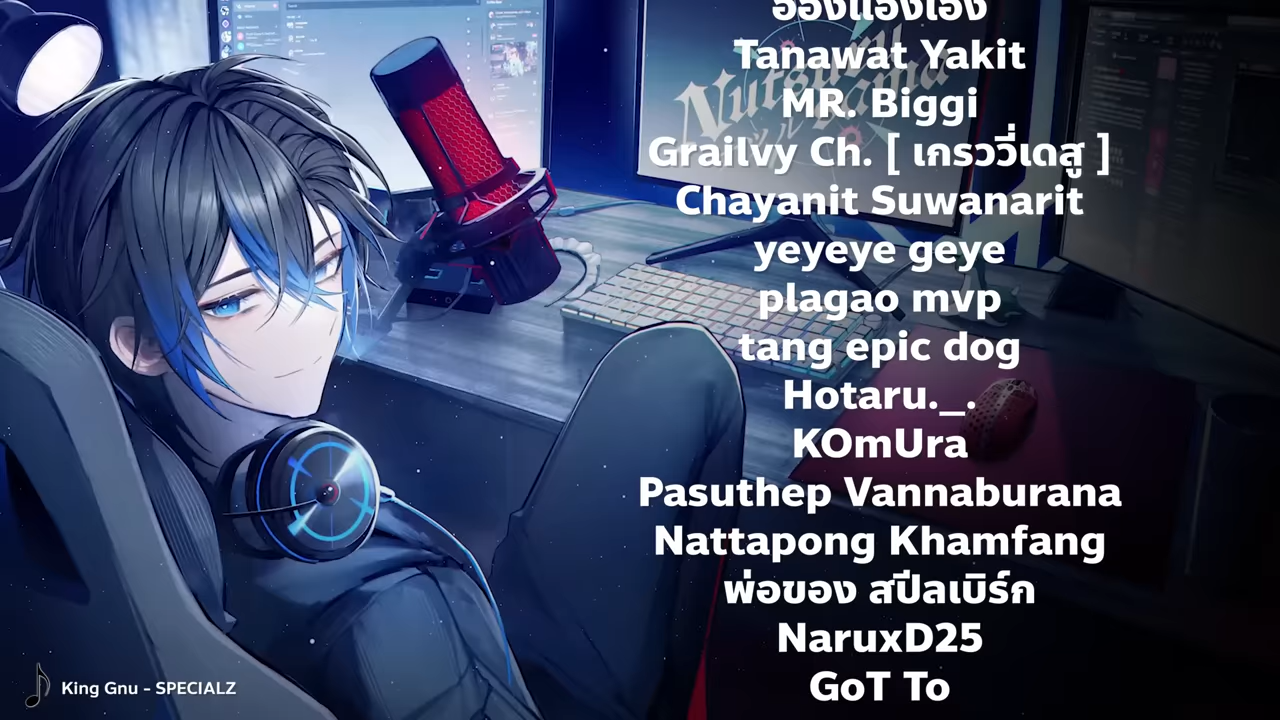 Tanawat Yakit
MR. Biggi
Grailvy Ch. [ เกรววี่เดสู ]
Chayanit Suwanarit
yeyeye geye
plagao mvp
tang epic dog
Hotaru._.
KOmUra
Pasuthep Vannaburana
Nattapong Khamfang
พ่อของ สปีลเบิร์ก
NaruxD25
GoT To
King Gnu - SPECIALZ